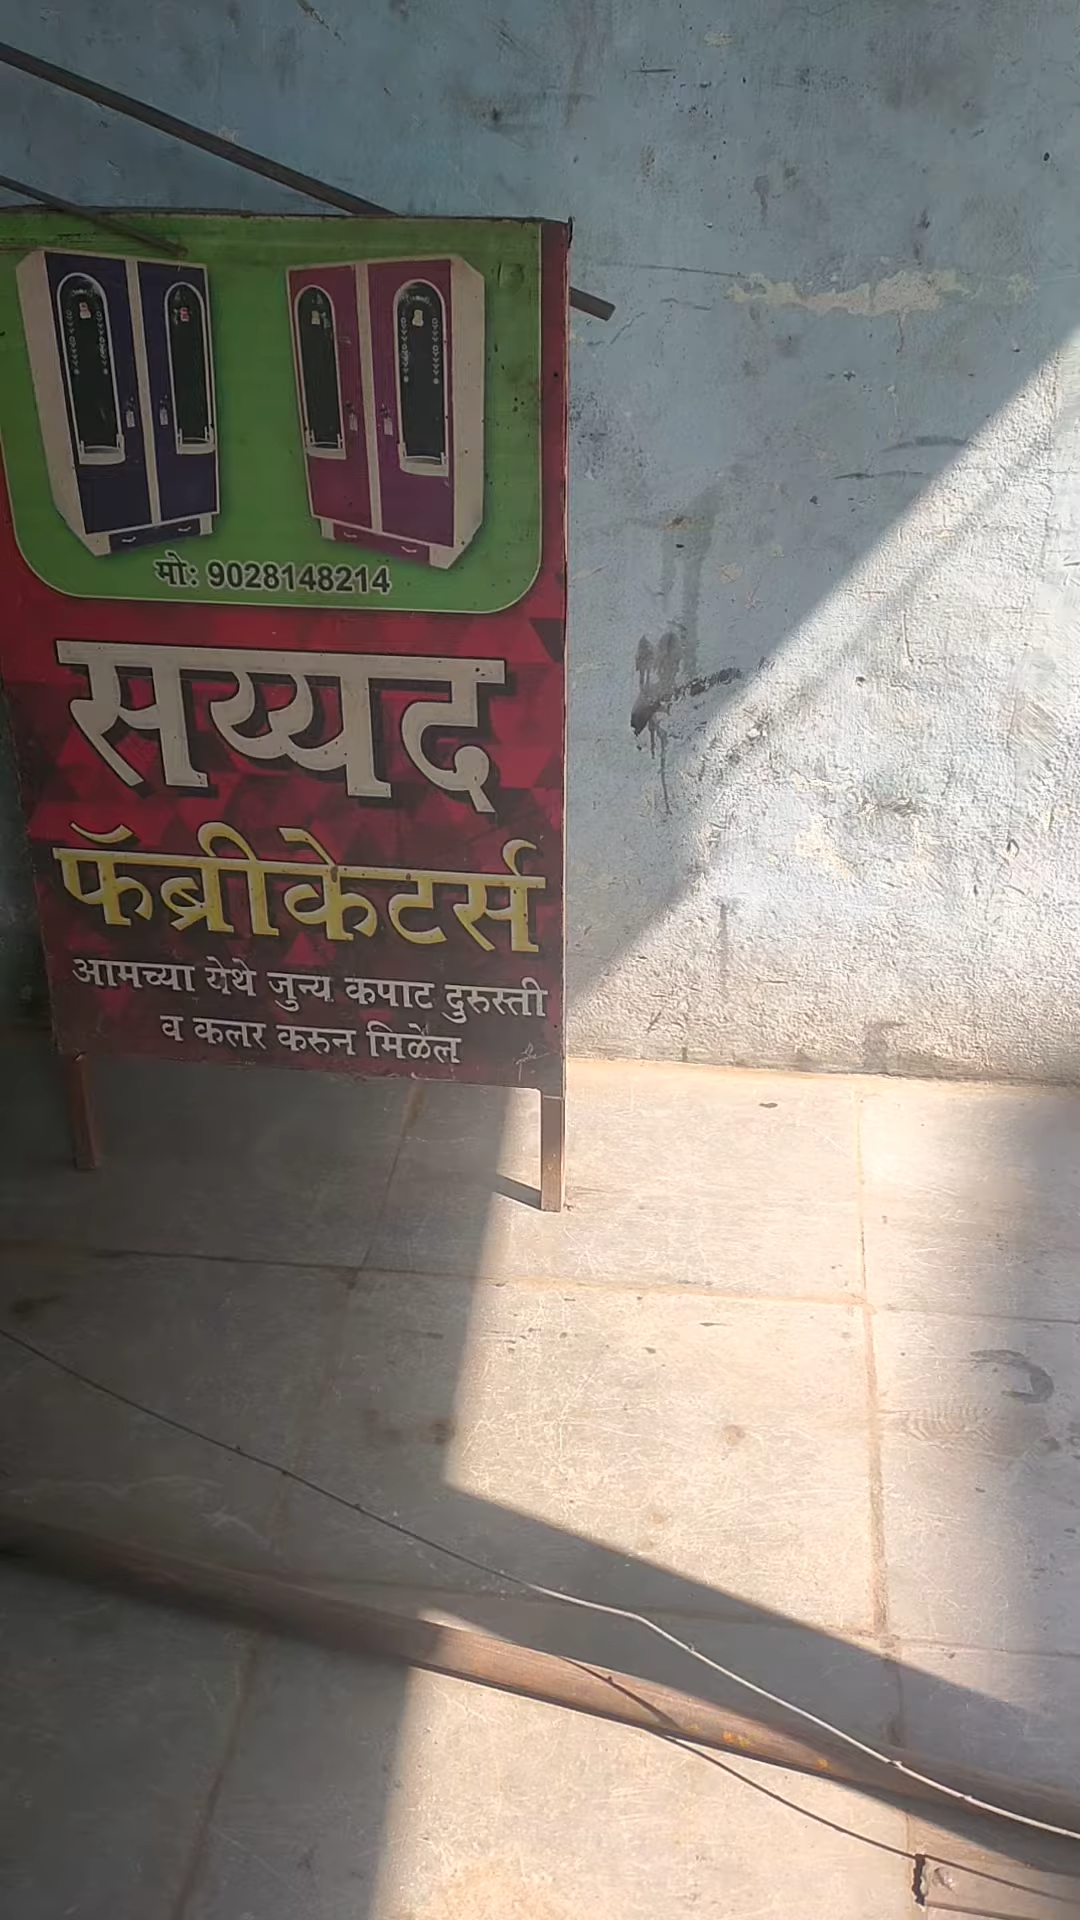 मो: 9028148214
सय्यद
फॅब्रीकेटर्स
आमच्या येथे जुन्य कपाट दुरुस्ती
व कलर करुन मिळेल